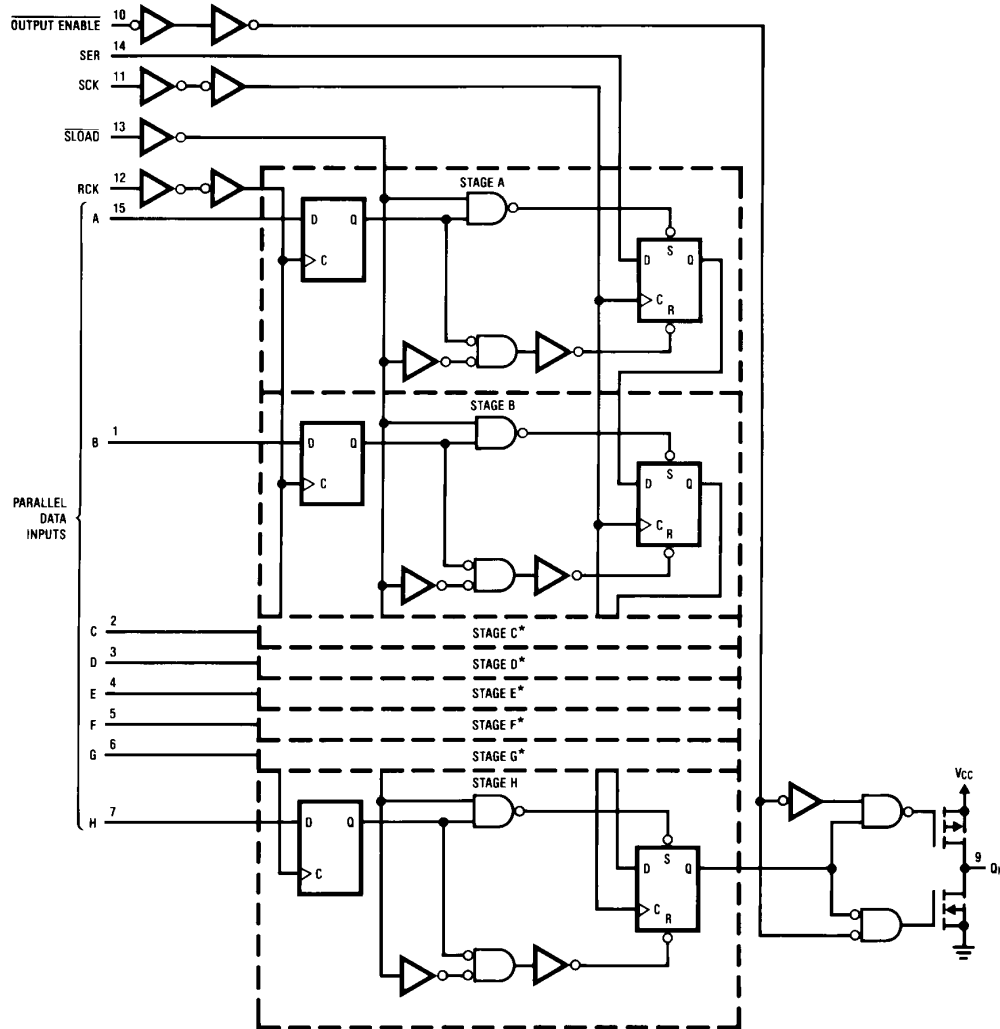 OUTPUT ENABLE 10
SER 14
SCK 11
SLOAD 13
RCK 12
A 15
STAGE A
D Q
C
S
D Q
C
R
STAGE B
B 1
D Q
C
S
D Q
C
R
PARALLEL
DATA
INPUTS
C 2
STAGE C*
D 3
STAGE D*
E 4
STAGE E*
F 5
STAGE F*
G 6
STAGE G*
STAGE H
VCC
H 7
D Q
C
S
D Q
C
R
9